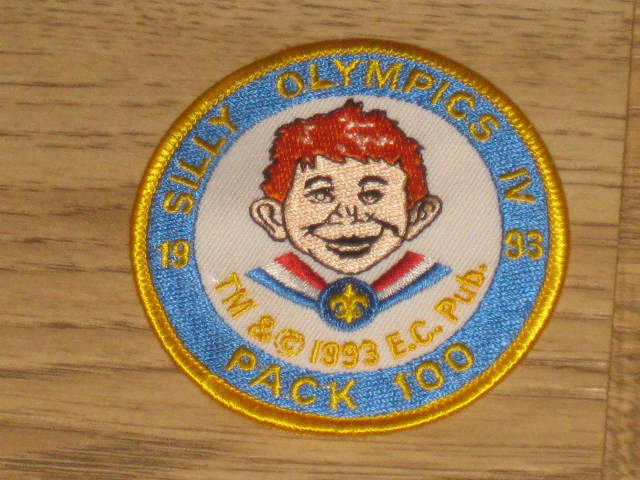 SILLY OLYMPICS IV
19 93
TM & © 1993 E.C. Pub.
PACK 100